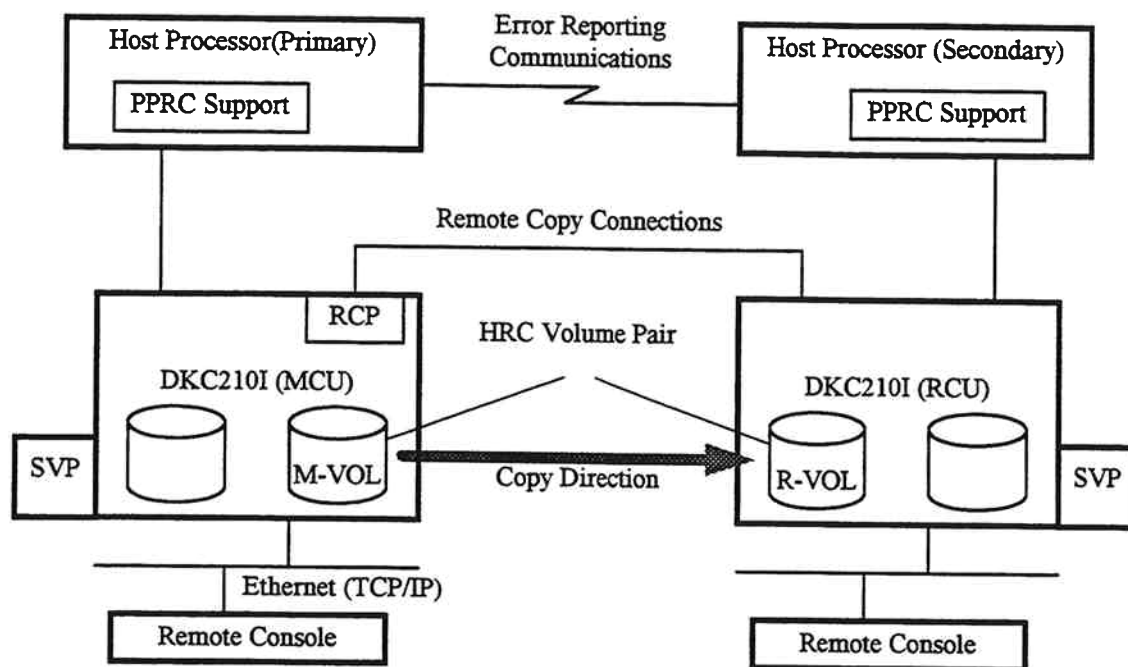 Host Processor(Primary)
PPRC Support
Error Reporting
Communications
Host Processor (Secondary)
PPRC Support
Remote Copy Connections
RCP
HRC Volume Pair
DKC210I (MCU)
DKC210I (RCU)
SVP
M-VOL
Copy Direction
R-VOL
SVP
Ethernet (TCP/IP)
Remote Console
Remote Console